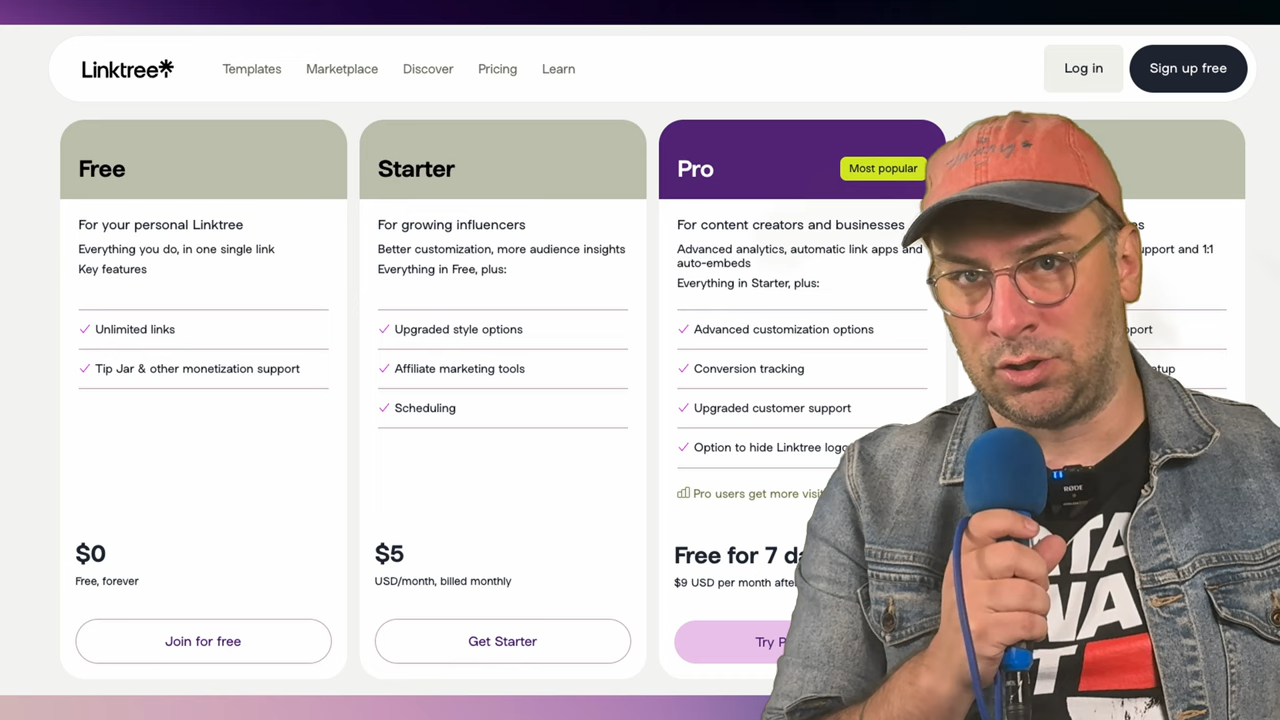 Linktree*
Templates
Marketplace
Discover
Pricing
Learn
Log in
Sign up free
Free
For your personal Linktree
Everything you do, in one single link
Key features
Unlimited links
Tip Jar & other monetization support
$0
Free, forever
Join for free
Starter
For growing influencers
Better customization, more audience insights
Everything in Free, plus:
Upgraded style options
Affiliate marketing tools
Scheduling
$5
USD/month, billed monthly
Get Starter
Pro
Most popular
For content creators and businesses
Advanced analytics, automatic link apps and
auto-embeds
Everything in Starter, plus:
Advanced customization options
Conversion tracking
Upgraded customer support
Option to hide Linktree logo
Pro users get more
Free for 7
$9 USD per month
Try
and 1:1
RØDE